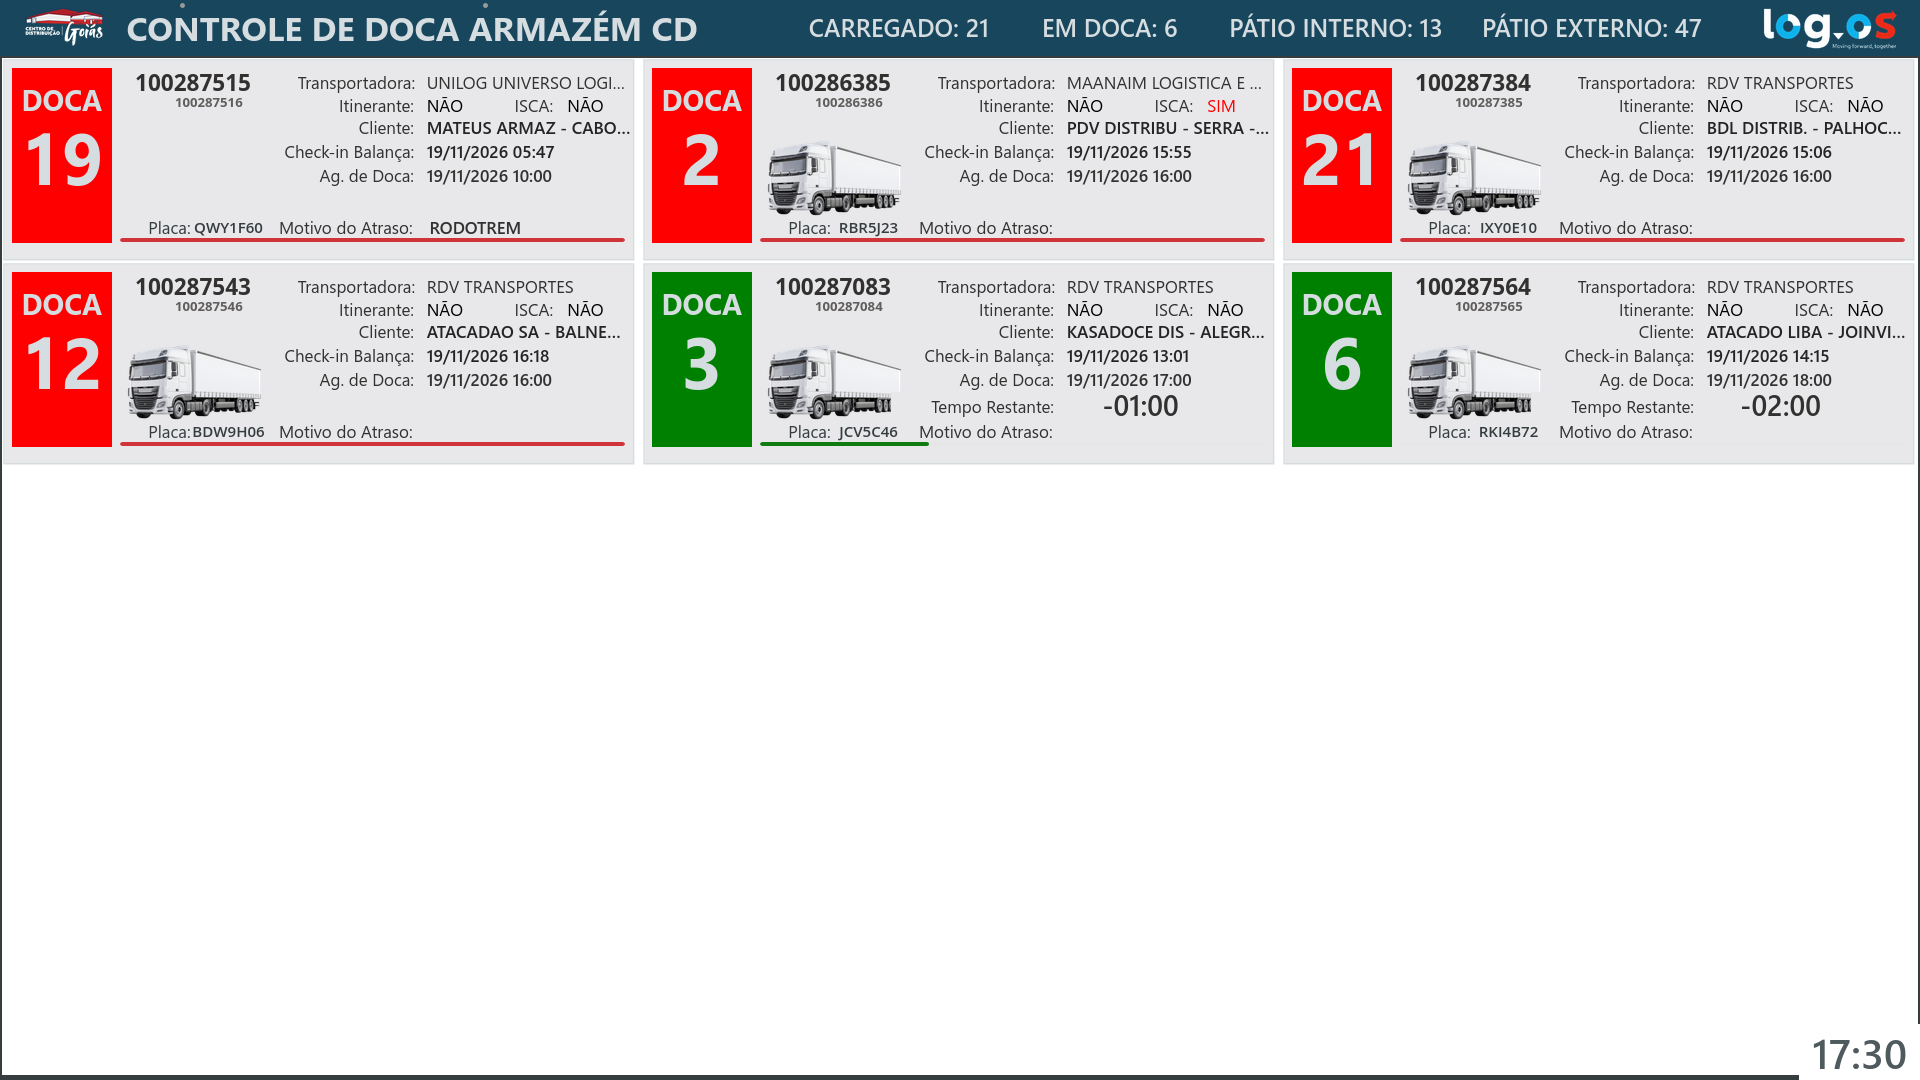 CENTRO DE DISTRIBUIÇÃO Goiás
CONTROLE DE DOCA ARMAZÉM CD
CARREGADO: 21
EM DOCA: 6
PÁTIO INTERNO: 13
PÁTIO EXTERNO: 47
log.os
Moving forward, together
DOCA
19
100287515
100287516
Transportadora: UNILOG UNIVERSO LOGI...
Itinerante: NÃO ISCA: NÃO
Cliente: MATEUS ARMAZ - CABO...
Check-in Balança: 19/11/2026 05:47
Ag. de Doca: 19/11/2026 10:00
Placa: QWY1F60 Motivo do Atraso: RODOTREM
DOCA
2
100286385
100286386
Transportadora: MAANAIM LOGISTICA E ...
Itinerante: NÃO ISCA: SIM
Cliente: PDV DISTRIBU - SERRA -...
Check-in Balança: 19/11/2026 15:55
Ag. de Doca: 19/11/2026 16:00
Placa: RBR5J23 Motivo do Atraso:
DOCA
21
100287384
100287385
Transportadora: RDV TRANSPORTES
Itinerante: NÃO ISCA: NÃO
Cliente: BDL DISTRIB. - PALHOC...
Check-in Balança: 19/11/2026 15:06
Ag. de Doca: 19/11/2026 16:00
Placa: IXY0E10 Motivo do Atraso:
DOCA
12
100287543
100287546
Transportadora: RDV TRANSPORTES
Itinerante: NÃO ISCA: NÃO
Cliente: ATACADAO SA - BALNE...
Check-in Balança: 19/11/2026 16:18
Ag. de Doca: 19/11/2026 16:00
Placa: BDW9H06 Motivo do Atraso:
DOCA
3
100287083
100287084
Transportadora: RDV TRANSPORTES
Itinerante: NÃO ISCA: NÃO
Cliente: KASADOCE DIS - ALEGR...
Check-in Balança: 19/11/2026 13:01
Ag. de Doca: 19/11/2026 17:00
Tempo Restante: -01:00
Placa: JCV5C46 Motivo do Atraso:
DOCA
6
100287564
100287565
Transportadora: RDV TRANSPORTES
Itinerante: NÃO ISCA: NÃO
Cliente: ATACADO LIBA - JOINVI...
Check-in Balança: 19/11/2026 14:15
Ag. de Doca: 19/11/2026 18:00
Tempo Restante: -02:00
Placa: RKI4B72 Motivo do Atraso:
17:30